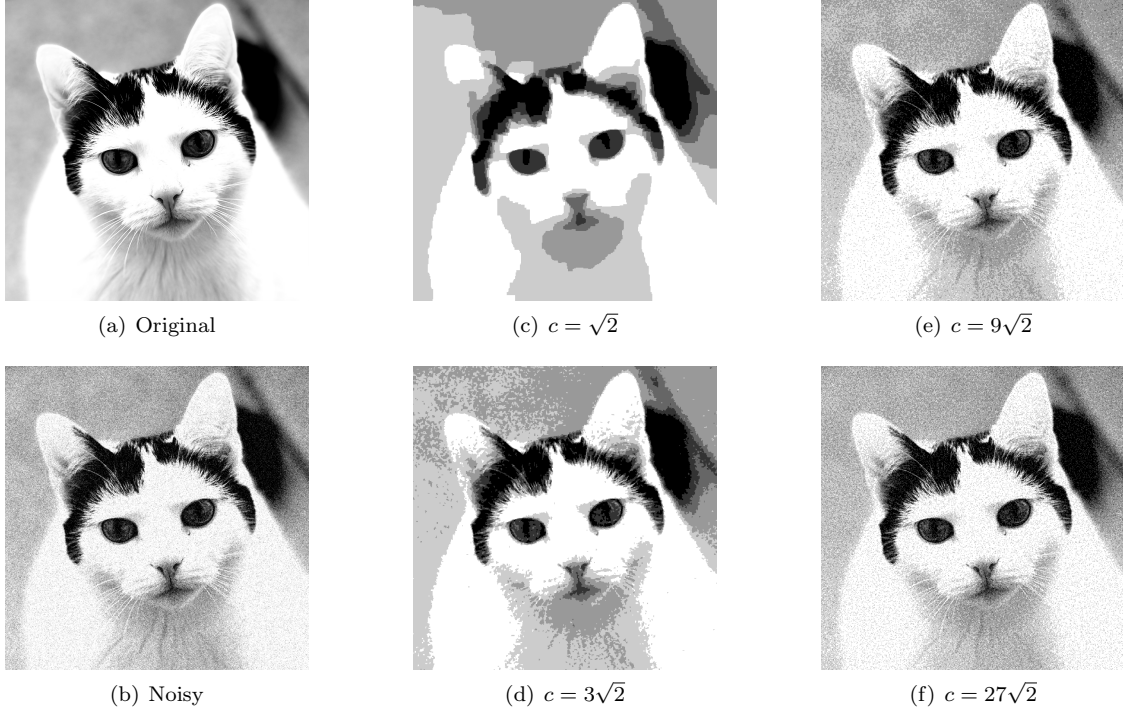 (a) Original
(c) c = √2
(e) c = 9√2
(b) Noisy
(d) c = 3√2
(f) c = 27√2